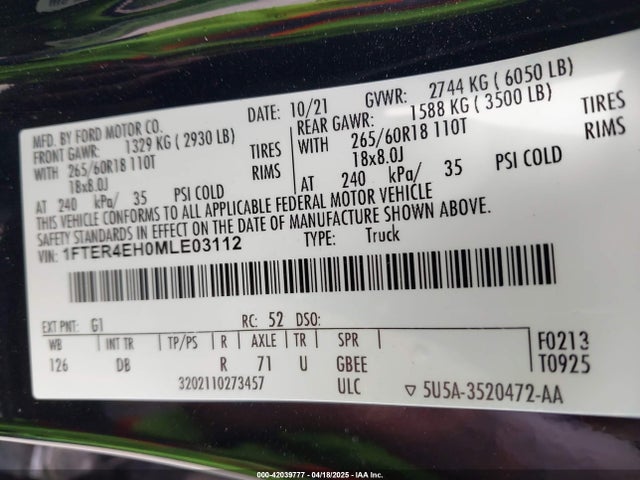 DATE: 10/21 GVWR: 2744 KG ( 6050 LB)
MFD. BY FORD MOTOR CO.
FRONT GAWR: 1329 KG ( 2930 LB) REAR GAWR: 1588 KG ( 3500 LB)
WITH 265/60R18 110T TIRES WITH 265/60R18 110T TIRES
18x8.0J RIMS 18x8.0J RIMS
AT 240 kPa/ 35 PSI COLD AT 240 kPa/ 35 PSI COLD
THIS VEHICLE CONFORMS TO ALL APPLICABLE FEDERAL MOTOR VEHICLE
SAFETY STANDARDS IN EFFECT ON THE DATE OF MANUFACTURE SHOWN ABOVE.
VIN: 1FTER4EH0MLE03112 TYPE: Truck
EXT PNT: G1 RC: 52 DSO:
WB INT TR TP/PS R AXLE TR SPR F0213
126 DB R 71 U GBEE T0925
3202110273457 ULC ▽ 5U5A-3520472-AA
000-42039777 - 04/18/2025 - IAA Inc.